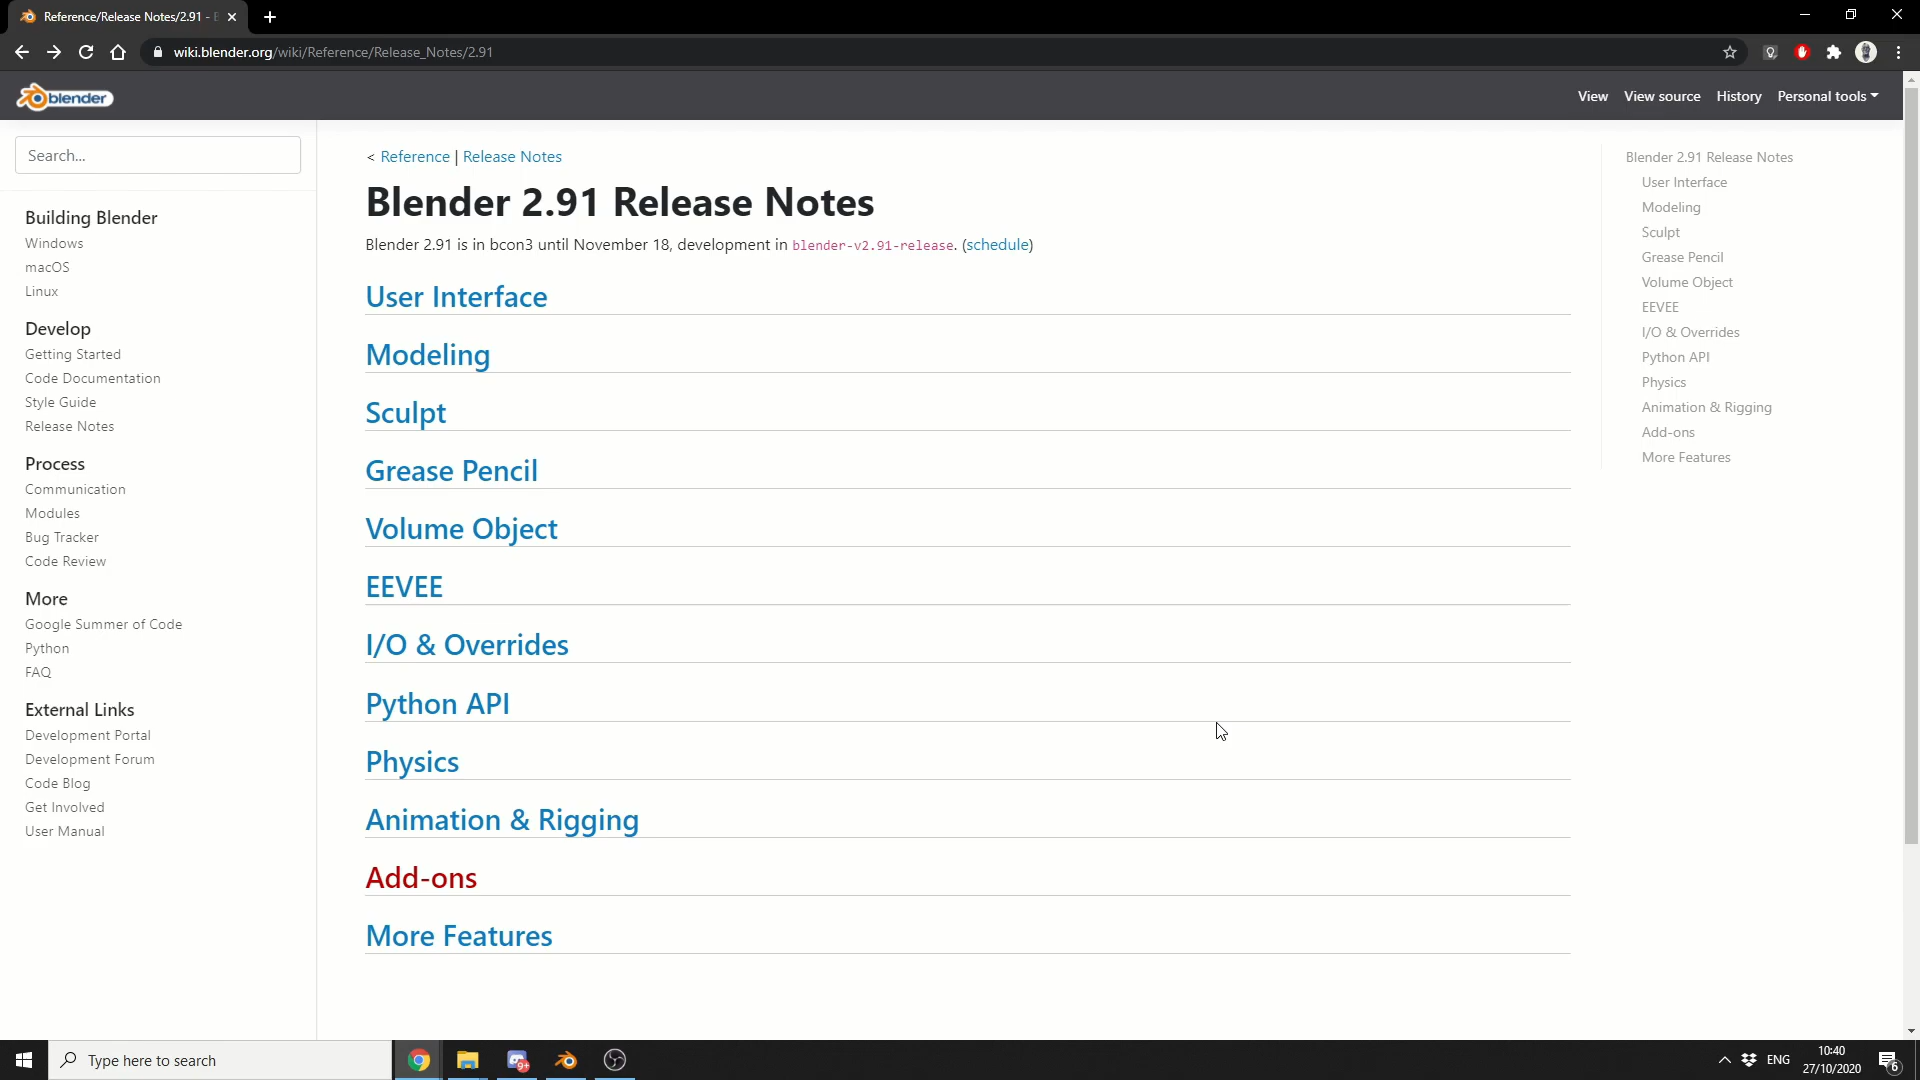 Reference/Release Notes/2.91 -
wiki.blender.org/wiki/Reference/Release_Notes/2.91
blender
View
View source
History
Personal tools
Search...
Building Blender
Windows
macOS
Linux
Develop
Getting Started
Code Documentation
Style Guide
Release Notes
Process
Communication
Modules
Bug Tracker
Code Review
More
Google Summer of Code
Python
FAQ
External Links
Development Portal
Development Forum
Code Blog
Get Involved
User Manual
< Reference | Release Notes
Blender 2.91 Release Notes
Blender 2.91 is in bcon3 until November 18, development in blender-v2.91-release. (schedule)
User Interface
Modeling
Sculpt
Grease Pencil
Volume Object
EEVEE
I/O & Overrides
Python API
Physics
Animation & Rigging
Add-ons
More Features
Blender 2.91 Release Notes
User Interface
Modeling
Sculpt
Grease Pencil
Volume Object
EEVEE
I/O & Overrides
Python API
Physics
Animation & Rigging
Add-ons
More Features
Type here to search
9+
ENG
10:40
27/10/2020
6